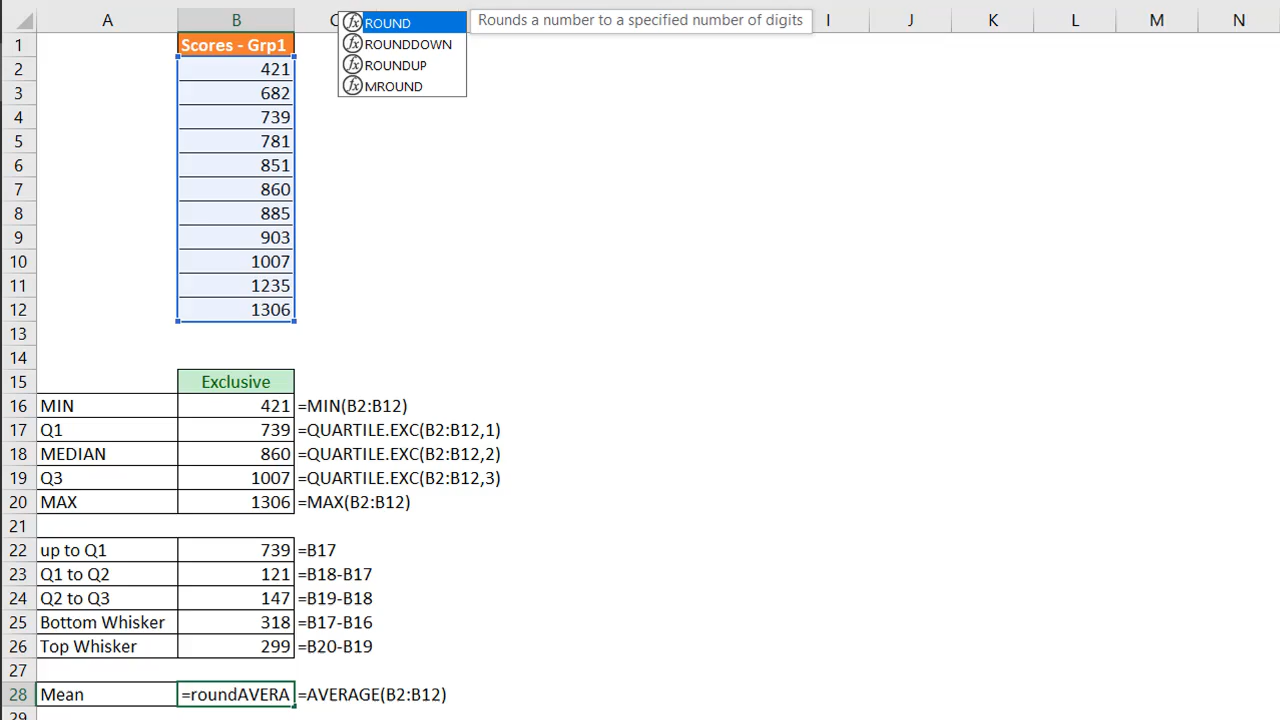 A B C I J K L M N
ROUND Rounds a number to a specified number of digits
ROUNDDOWN
ROUNDUP
MROUND
1 Scores - Grp1
2 421
3 682
4 739
5 781
6 851
7 860
8 885
9 903
10 1007
11 1235
12 1306
13
14
15 Exclusive
16 MIN 421 =MIN(B2:B12)
17 Q1 739 =QUARTILE.EXC(B2:B12,1)
18 MEDIAN 860 =QUARTILE.EXC(B2:B12,2)
19 Q3 1007 =QUARTILE.EXC(B2:B12,3)
20 MAX 1306 =MAX(B2:B12)
21
22 up to Q1 739 =B17
23 Q1 to Q2 121 =B18-B17
24 Q2 to Q3 147 =B19-B18
25 Bottom Whisker 318 =B17-B16
26 Top Whisker 299 =B20-B19
27
28 Mean =roundAVERA =AVERAGE(B2:B12)
29